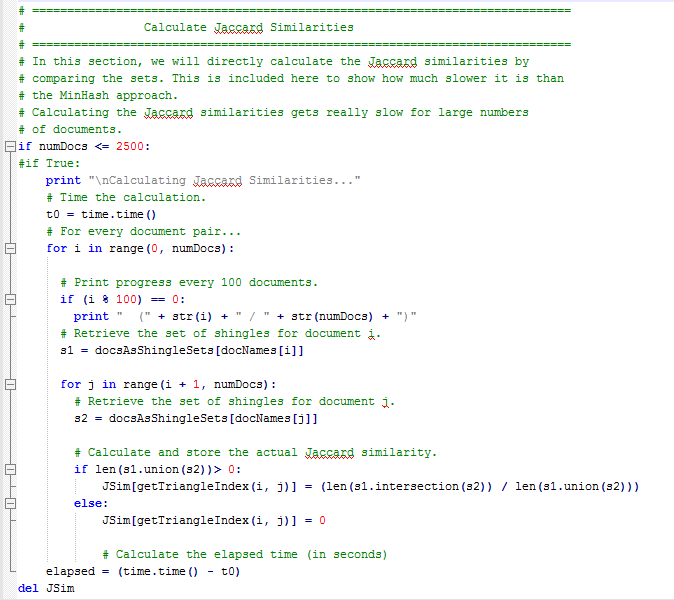 # =============================================================================
#                 Calculate Jaccard Similarities
# =============================================================================
# In this section, we will directly calculate the Jaccard similarities by
# comparing the sets. This is included here to show how much slower it is than
# the MinHash approach.
# Calculating the Jaccard similarities gets really slow for large numbers
# of documents.
if numDocs <= 2500:
#if True:
    print "\nCalculating Jaccard Similarities..."
    # Time the calculation.
    t0 = time.time()
    # For every document pair...
    for i in range(0, numDocs):
      # Print progress every 100 documents.
      if (i % 100) == 0:
        print "  (" + str(i) + " / " + str(numDocs) + ")"
      # Retrieve the set of shingles for document i.
      s1 = docsAsShingleSets[docNames[i]]
      for j in range(i + 1, numDocs):
        # Retrieve the set of shingles for document j.
        s2 = docsAsShingleSets[docNames[j]]
        # Calculate and store the actual Jaccard similarity.
        if len(s1.union(s2))> 0:
            JSim[getTriangleIndex(i, j)] = (len(s1.intersection(s2)) / len(s1.union(s2)))
        else:
            JSim[getTriangleIndex(i, j)] = 0
            # Calculate the elapsed time (in seconds)
    elapsed = (time.time() - t0)
del JSim